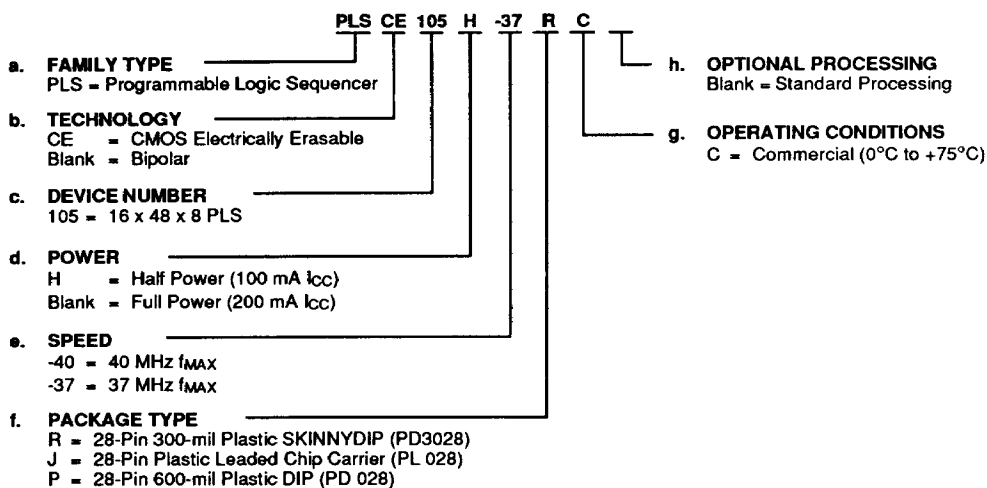 PLS CE 105 H -37 R C
a. FAMILY TYPE
PLS = Programmable Logic Sequencer
b. TECHNOLOGY
CE = CMOS Electrically Erasable
Blank = Bipolar
c. DEVICE NUMBER
105 = 16 x 48 x 8 PLS
d. POWER
H = Half Power (100 mA ICC)
Blank = Full Power (200 mA ICC)
e. SPEED
-40 = 40 MHz fMAX
-37 = 37 MHz fMAX
f. PACKAGE TYPE
R = 28-Pin 300-mil Plastic SKINNYDIP (PD3028)
J = 28-Pin Plastic Leaded Chip Carrier (PL 028)
P = 28-Pin 600-mil Plastic DIP (PD 028)
h. OPTIONAL PROCESSING
Blank = Standard Processing
g. OPERATING CONDITIONS
C = Commercial (0°C to +75°C)